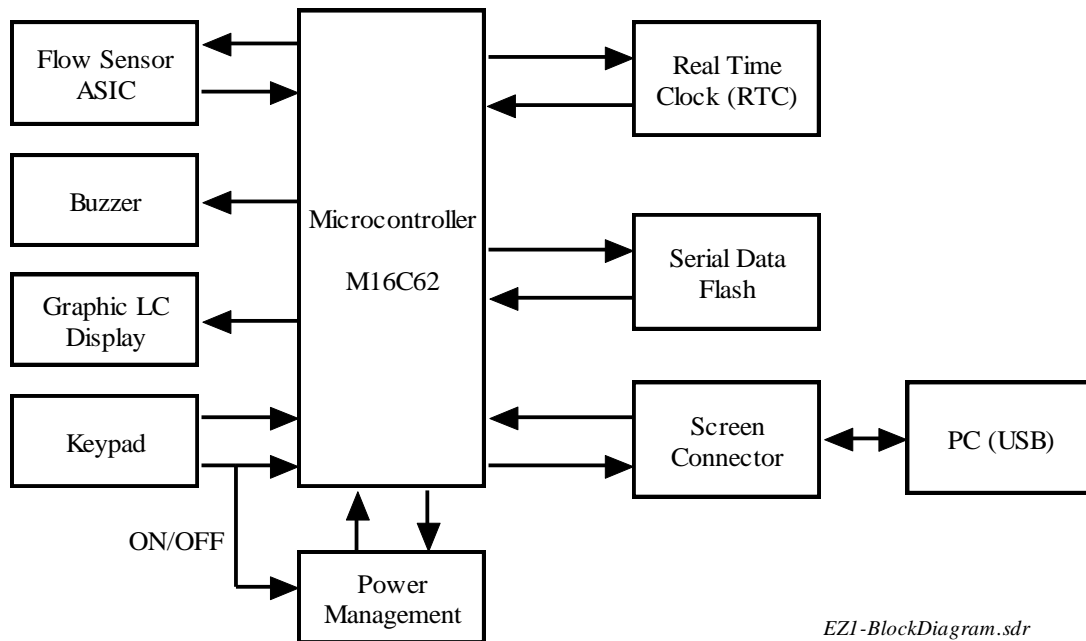 Flow Sensor
ASIC
Buzzer
Graphic LC
Display
Keypad
ON/OFF
Microcontroller
M16C62
Power
Management
Real Time
Clock (RTC)
Serial Data
Flash
Screen
Connector
PC (USB)
EZ1-BlockDiagram.sdr